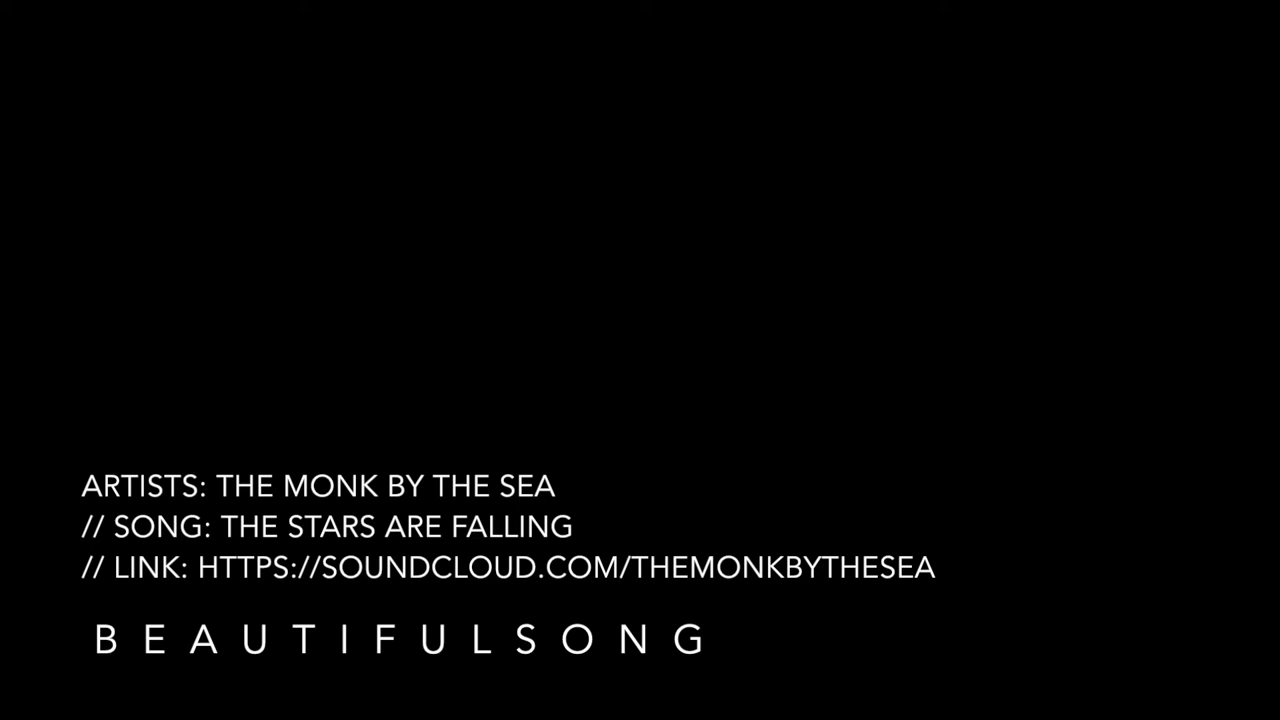 ARTISTS: THE MONK BY THE SEA
// SONG: THE STARS ARE FALLING
// LINK: HTTPS://SOUNDCLOUD.COM/THEMONKBYTHESEA
B E A U T I F U L S O N G